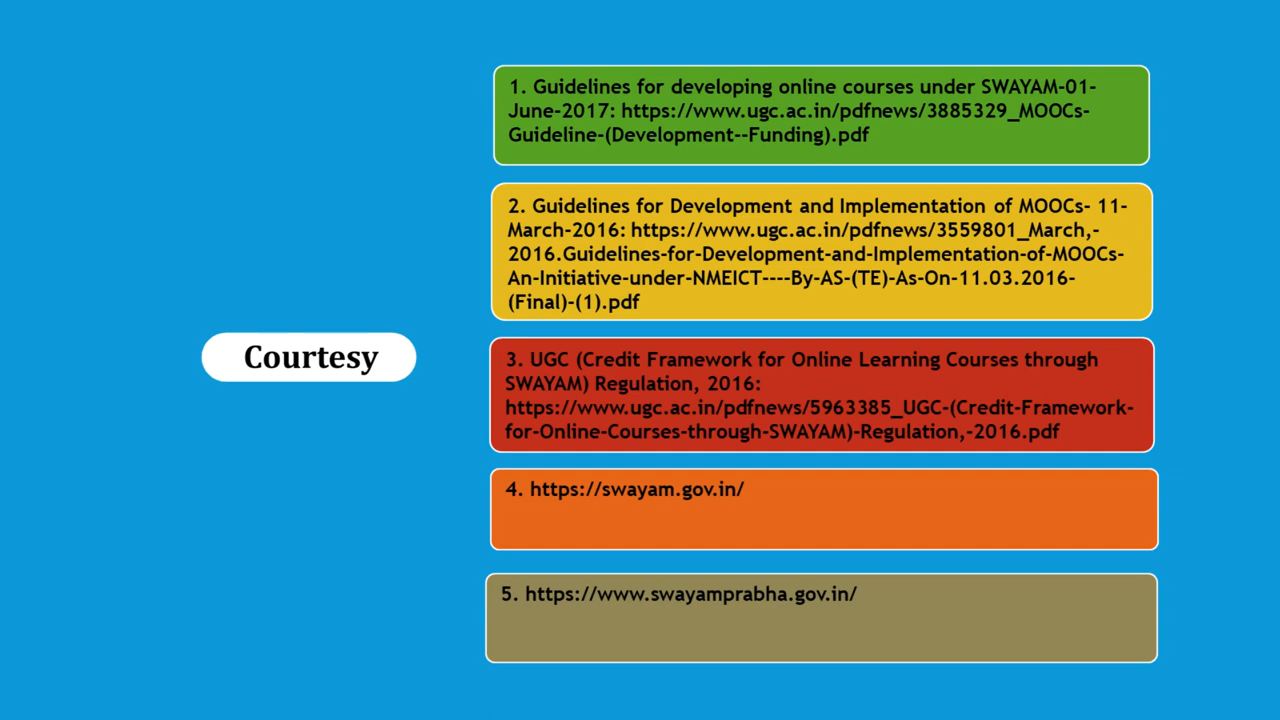 Courtesy
1. Guidelines for developing online courses under SWAYAM-01-
June-2017: https://www.ugc.ac.in/pdfnews/3885329_MOOCs-
Guideline-(Development--Funding).pdf
2. Guidelines for Development and Implementation of MOOCs- 11-
March-2016: https://www.ugc.ac.in/pdfnews/3559801_March,-
2016.Guidelines-for-Development-and-Implementation-of-MOOCs-
An-Initiative-under-NMEICT----By-AS-(TE)-As-On-11.03.2016-
(Final)-(1).pdf
3. UGC (Credit Framework for Online Learning Courses through
SWAYAM) Regulation, 2016:
https://www.ugc.ac.in/pdfnews/5963385_UGC-(Credit-Framework-
for-Online-Courses-through-SWAYAM)-Regulation,-2016.pdf
4. https://swayam.gov.in/
5. https://www.swayamprabha.gov.in/